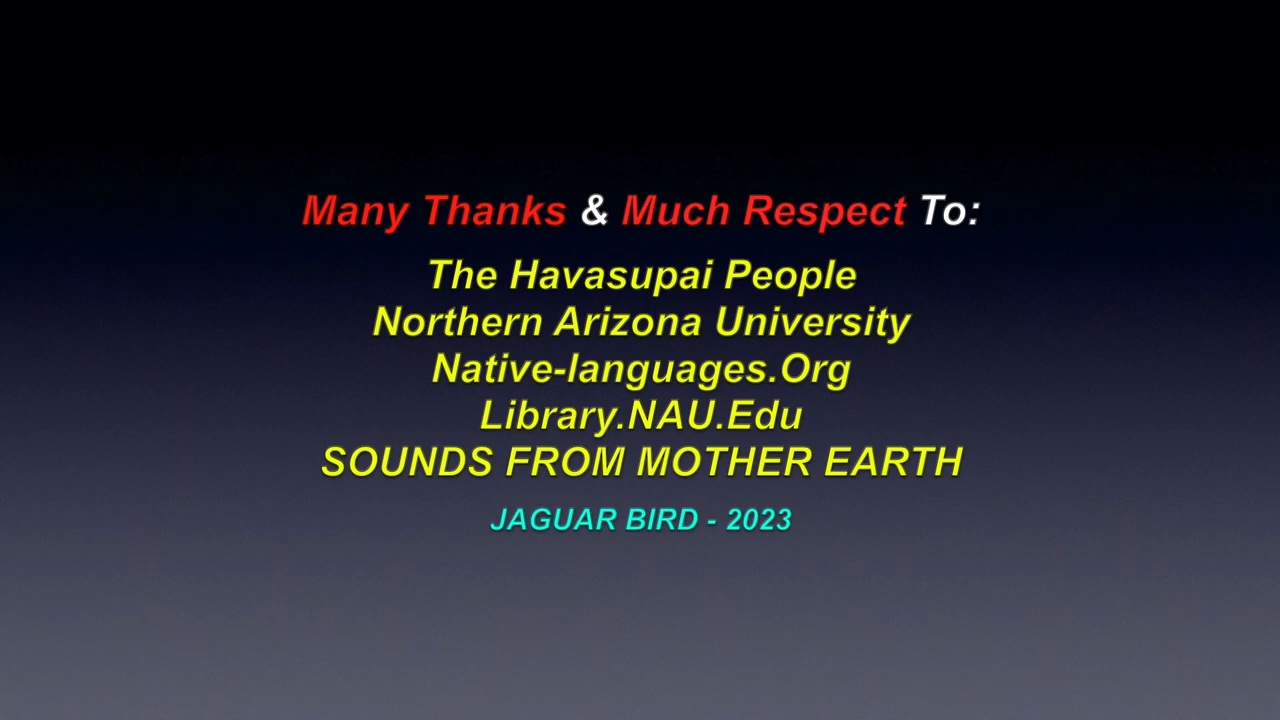 Many Thanks & Much Respect To:
The Havasupai People
Northern Arizona University
Native-languages.Org
Library.NAU.Edu
SOUNDS FROM MOTHER EARTH
JAGUAR BIRD - 2023